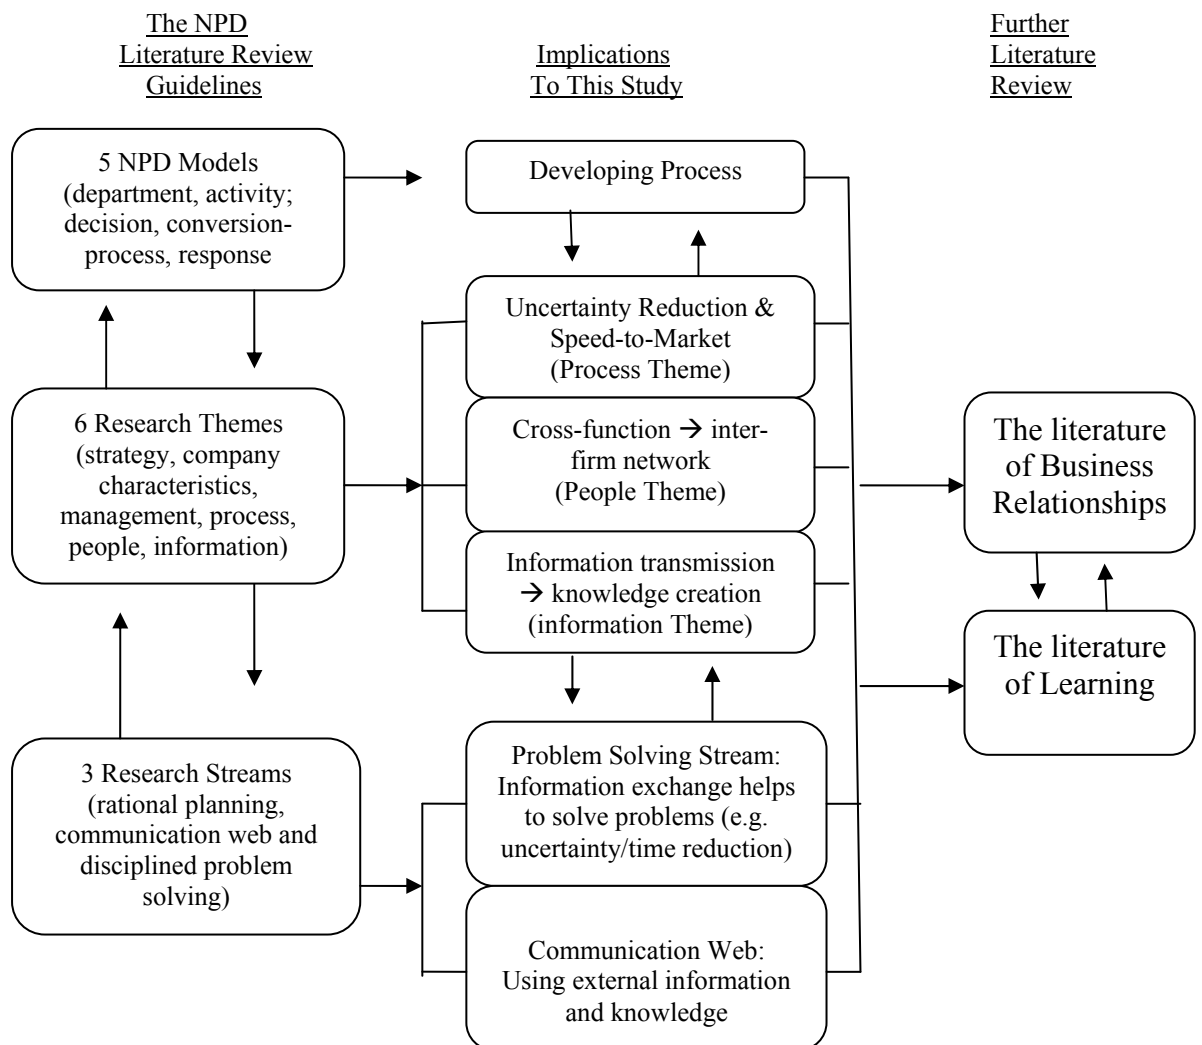 The NPD
Literature Review
Guidelines
Implications
To This Study
Further
Literature
Review
5 NPD Models
(department, activity;
decision, conversion-
process, response
Developing Process
Uncertainty Reduction &
Speed-to-Market
(Process Theme)
6 Research Themes
(strategy, company
characteristics,
management, process,
people, information)
Cross-function → inter-
firm network
(People Theme)
Information transmission
→ knowledge creation
(information Theme)
The literature
of Business
Relationships
The literature
of Learning
3 Research Streams
(rational planning,
communication web and
disciplined problem
solving)
Problem Solving Stream:
Information exchange helps
to solve problems (e.g.
uncertainty/time reduction)
Communication Web:
Using external information
and knowledge